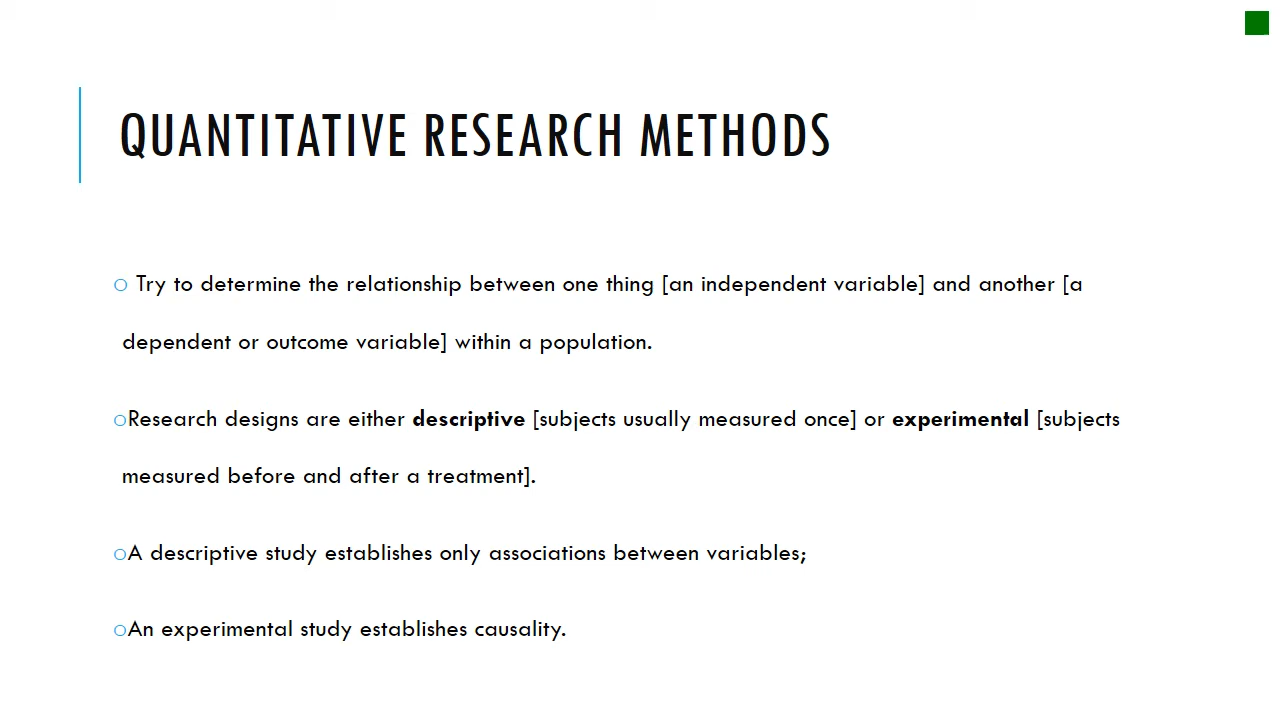 QUANTITATIVE RESEARCH METHODS
o Try to determine the relationship between one thing [an independent variable] and another [a
dependent or outcome variable] within a population.
oResearch designs are either descriptive [subjects usually measured once] or experimental [subjects
measured before and after a treatment].
oA descriptive study establishes only associations between variables;
oAn experimental study establishes causality.